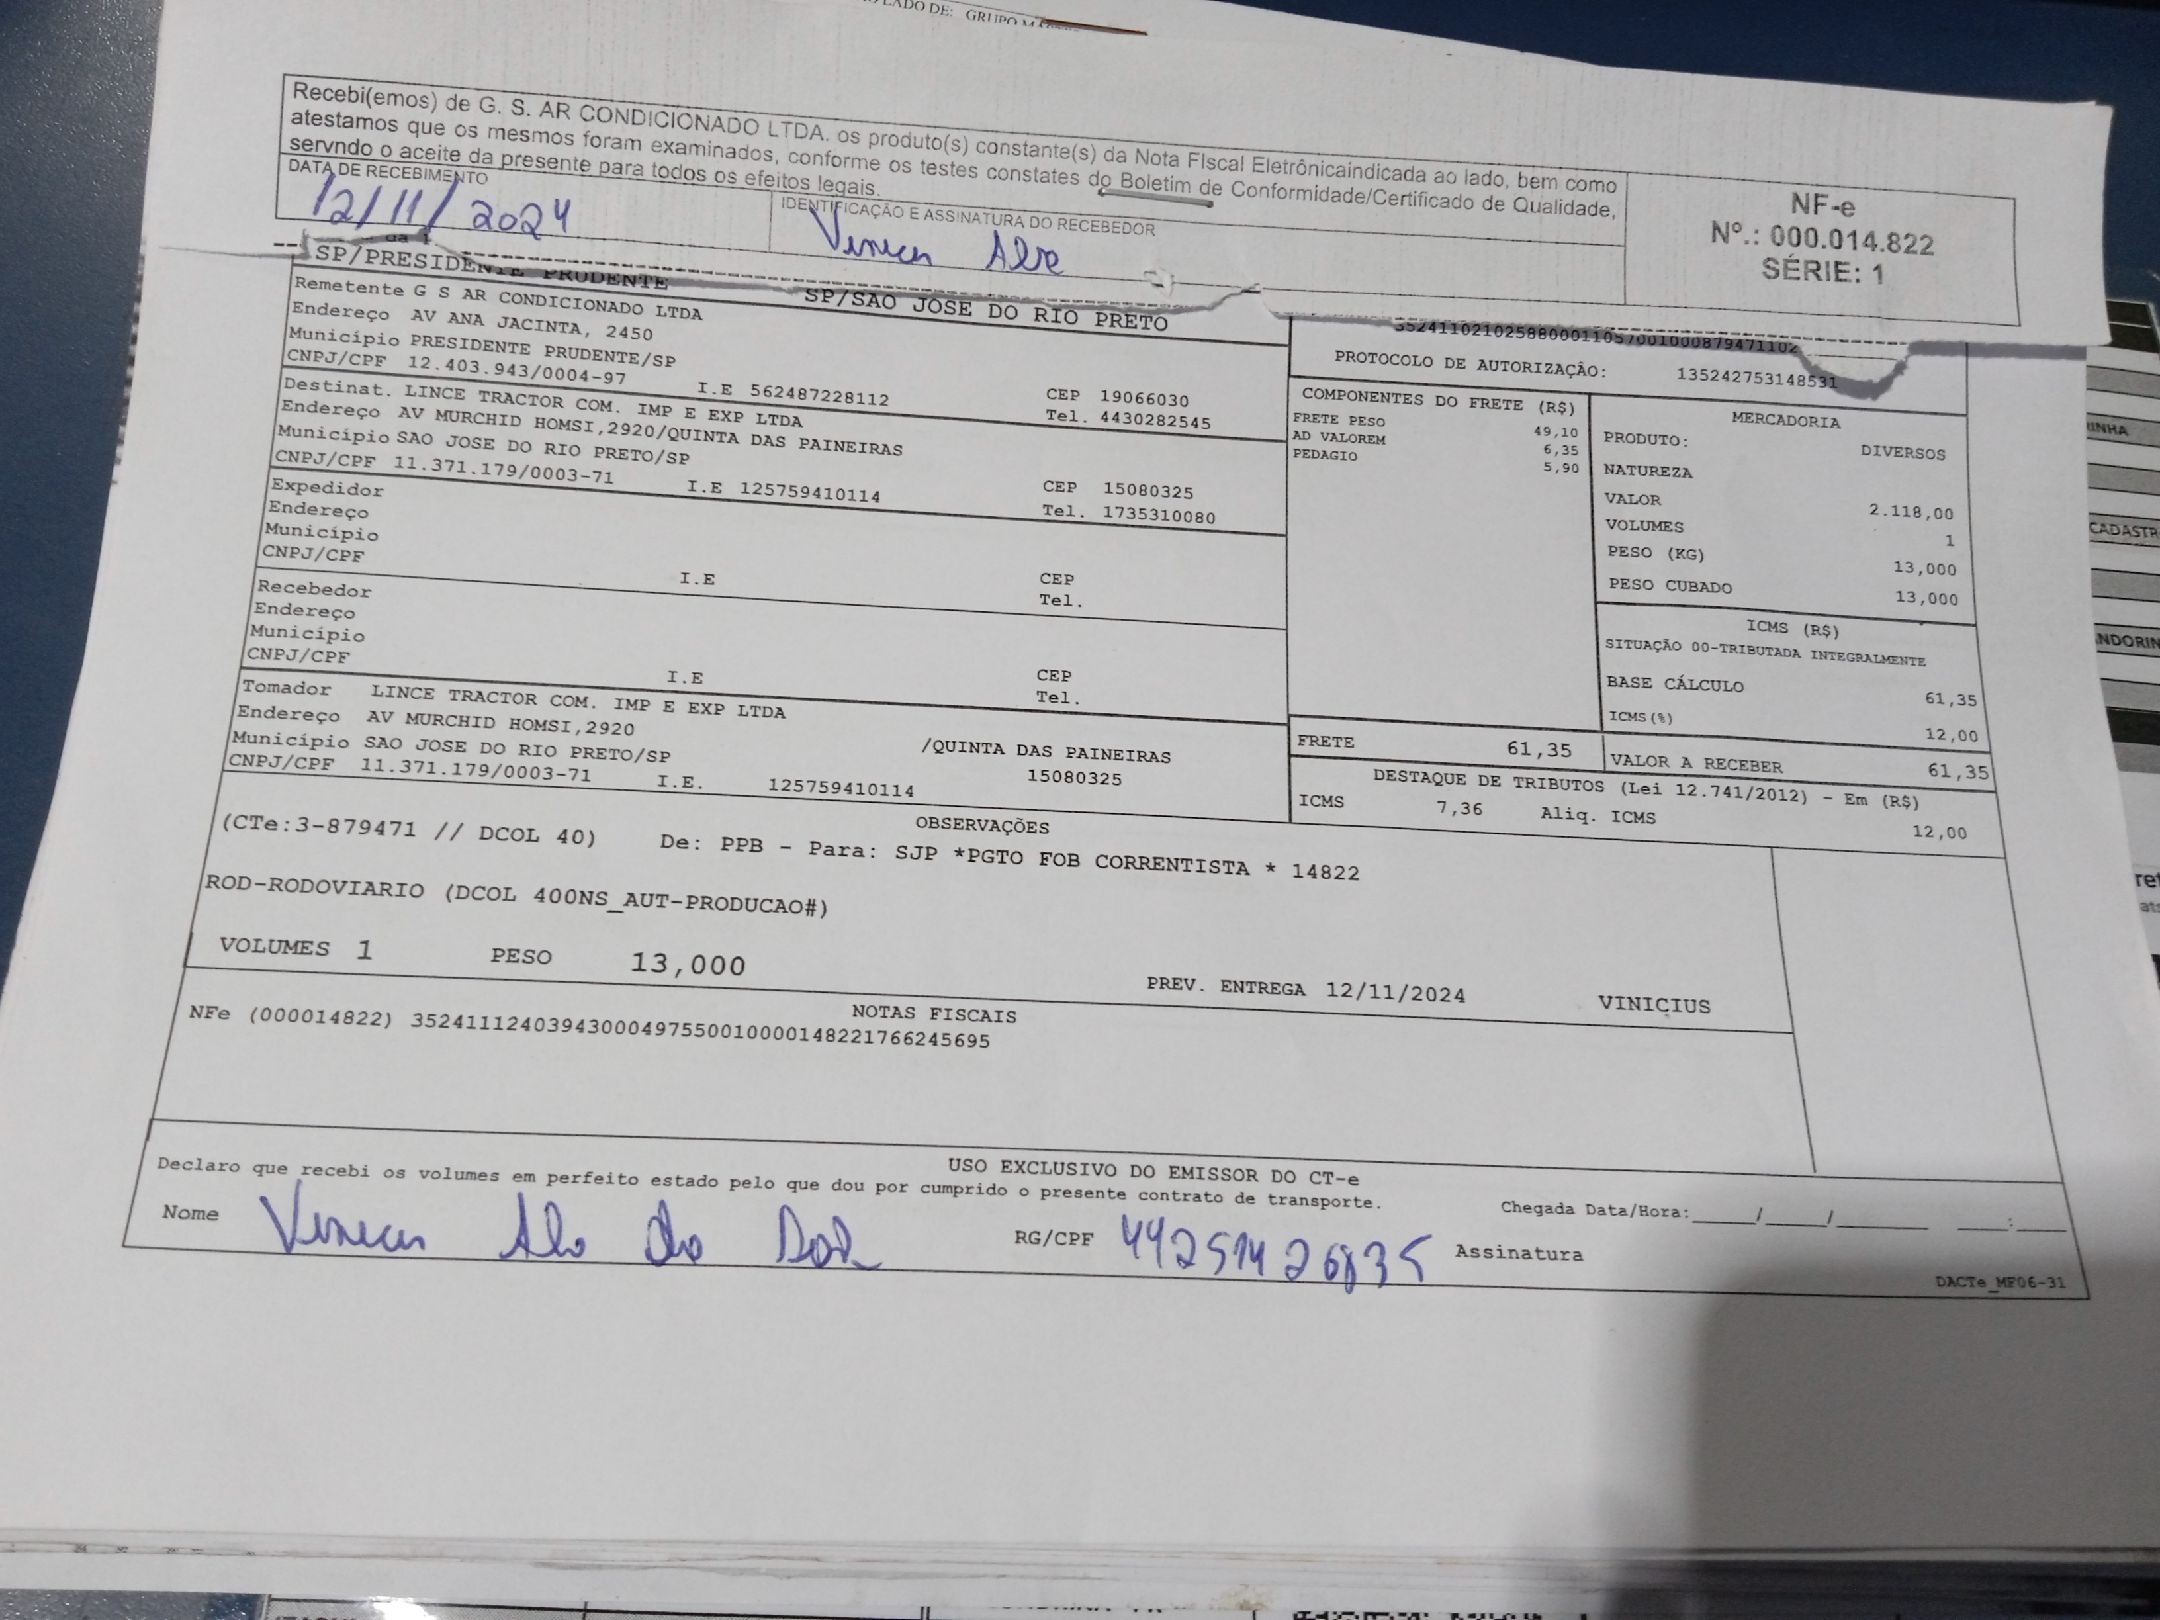 LADO DE: GRUPO
Recebi(emos) de G. S. AR CONDICIONADO LTDA. os produto(s) constante(s) da Nota FIscal Eletrônicaindicada ao lado, bem como
atestamos que os mesmos foram examinados, conforme os testes constates do Boletim de Conformidade/Certificado de Qualidade,
servndo o aceite da presente para todos os efeitos legais.
DATA DE RECEBIMENTO
12/11/2024
IDENTIFICAÇÃO E ASSINATURA DO RECEBEDOR
NF-e
Nº.: 000.014.822
SÉRIE: 1
SP/PRESIDENTE PRUDENTE SP/SAO JOSE DO RIO PRETO
Remetente G S AR CONDICIONADO LTDA
Endereço AV ANA JACINTA, 2450
Município PRESIDENTE PRUDENTE/SP CEP 19066030
CNPJ/CPF 12.403.943/0004-97 I.E 562487228112 Tel. 4430282545
Destinat. LINCE TRACTOR COM. IMP E EXP LTDA
Endereço AV MURCHID HOMSI,2920/QUINTA DAS PAINEIRAS
Município SAO JOSE DO RIO PRETO/SP CEP 15080325
CNPJ/CPF 11.371.179/0003-71 I.E 125759410114 Tel. 1735310080
Expedidor
Endereço
Município CEP
CNPJ/CPF I.E Tel.
Recebedor
Endereço
Município CEP
CNPJ/CPF I.E Tel.
Tomador LINCE TRACTOR COM. IMP E EXP LTDA
Endereço AV MURCHID HOMSI,2920 /QUINTA DAS PAINEIRAS
Município SAO JOSE DO RIO PRETO/SP 15080325
CNPJ/CPF 11.371.179/0003-71 I.E. 125759410114
3524110210258800011057001000879471102
PROTOCOLO DE AUTORIZAÇÃO: 135242753148531
COMPONENTES DO FRETE (R$)
FRETE PESO 49,10
AD VALOREM 6,35
PEDAGIO 5,90
MERCADORIA
PRODUTO: DIVERSOS
NATUREZA
VALOR 2.118,00
VOLUMES 1
PESO (KG) 13,000
PESO CUBADO 13,000
ICMS (R$)
SITUAÇÃO 00-TRIBUTADA INTEGRALMENTE
BASE CÁLCULO 61,35
ICMS(%) 12,00
FRETE 61,35
VALOR A RECEBER 61,35
DESTAQUE DE TRIBUTOS (Lei 12.741/2012) - Em (R$)
ICMS 7,36 Aliq. ICMS 12,00
OBSERVAÇÕES
(CTe:3-879471 // DCOL 40) De: PPB - Para: SJP *PGTO FOB CORRENTISTA * 14822
ROD-RODOVIARIO (DCOL 400NS_AUT-PRODUCAO#)
VOLUMES 1 PESO 13,000 PREV. ENTREGA 12/11/2024 VINICIUS
NOTAS FISCAIS
NFe (000014822) 35241112403943000497550010000148221766245695
USO EXCLUSIVO DO EMISSOR DO CT-e
Declaro que recebi os volumes em perfeito estado pelo que dou por cumprido o presente contrato de transporte.
Chegada Data/Hora:____/____/______ ___:___
Nome RG/CPF Assinatura
DACTe_MF06-31